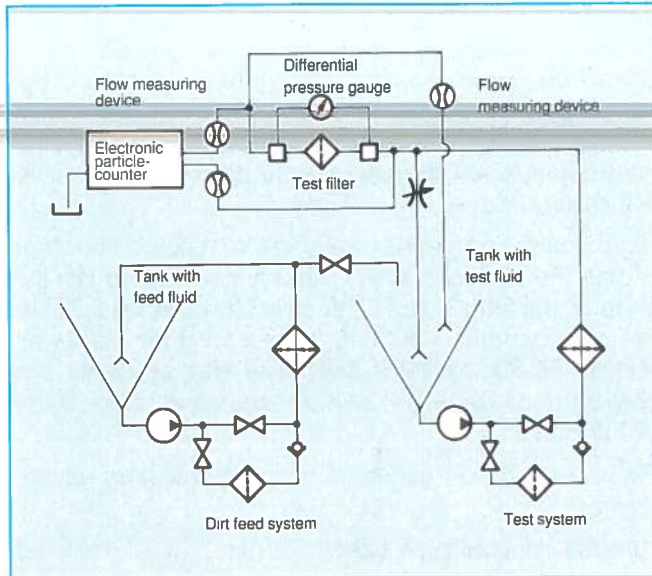 Differential
pressure gauge
Flow measuring
device
Flow
measuring device
Electronic
particle-
counter
Test filter
Tank with
feed fluid
Tank with
test fluid
Dirt feed system
Test system